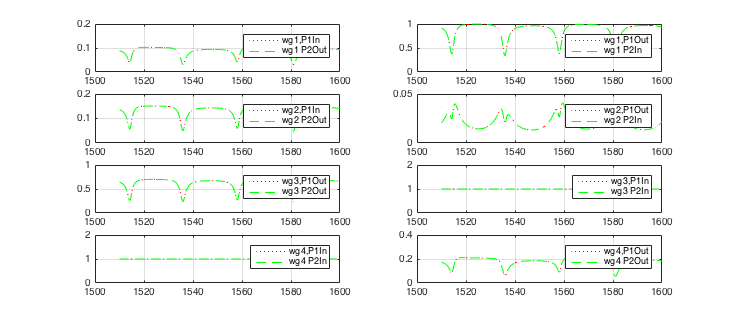 0.2
0.1
0
1500 1520 1540 1560 1580 1600
wg1,P1In
wg1 P2Out
1
0.5
0
1500 1520 1540 1560 1580 1600
wg1,P1Out
wg1 P2In
0.2
0.1
0
1500 1520 1540 1560 1580 1600
wg2,P1In
wg2 P2Out
0.05
0
1500 1520 1540 1560 1580 1600
wg2,P1Out
wg2 P2In
1
0.5
0
1500 1520 1540 1560 1580 1600
wg3,P1In
wg3 P2Out
2
1
0
1500 1520 1540 1560 1580 1600
wg3,P1In
wg3 P2In
2
1
0
1500 1520 1540 1560 1580 1600
wg4,P1In
wg4 P2In
0.4
0.2
0
1500 1520 1540 1560 1580 1600
wg4,P1Out
wg4 P2Out